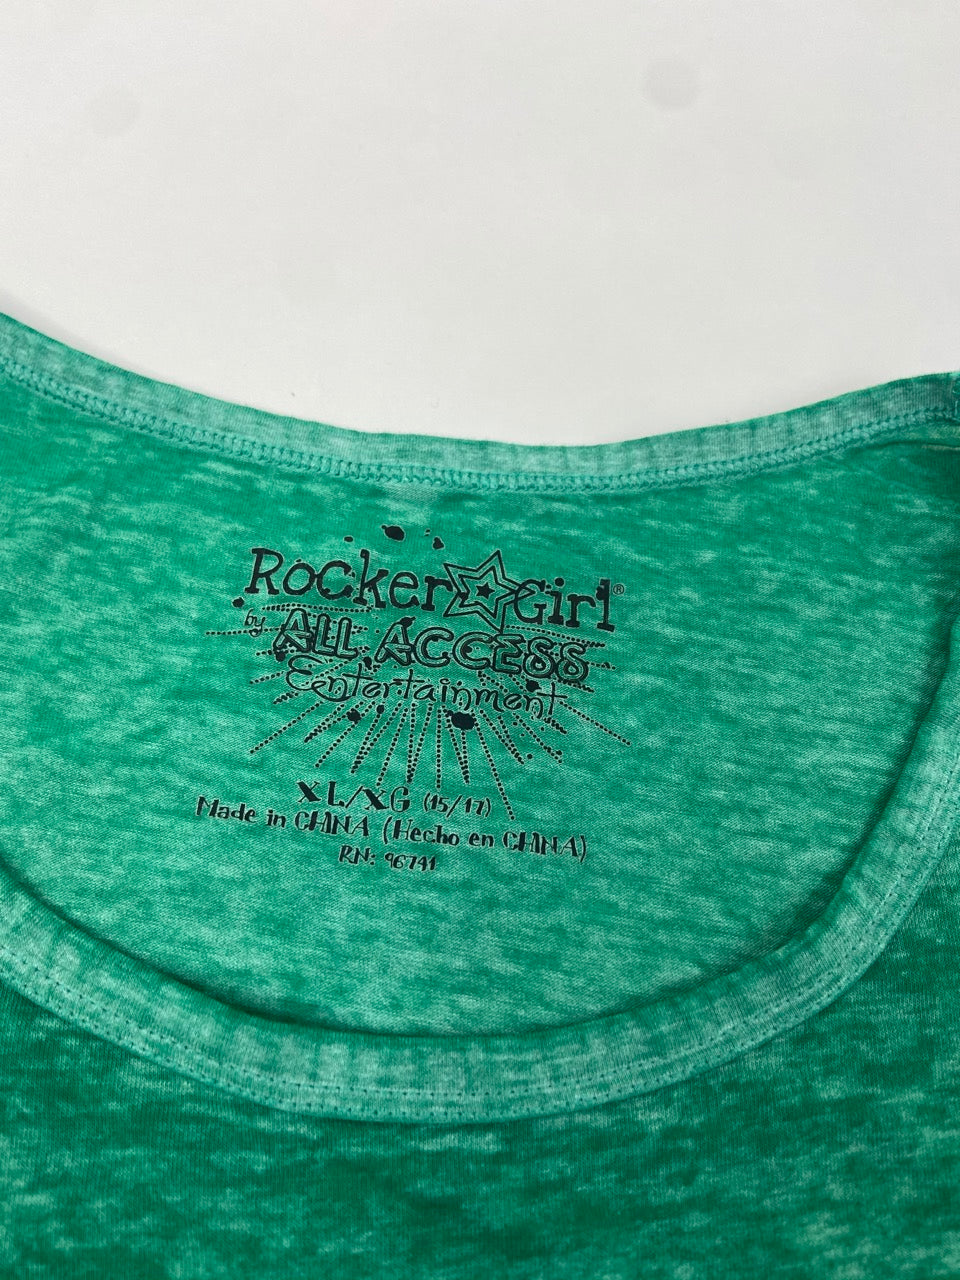 Rocker Girl®
by ALL ACCESS
Entertainment
XL/XG (15/17)
Made in CHINA (Hecho en CHINA)
RN: 96741